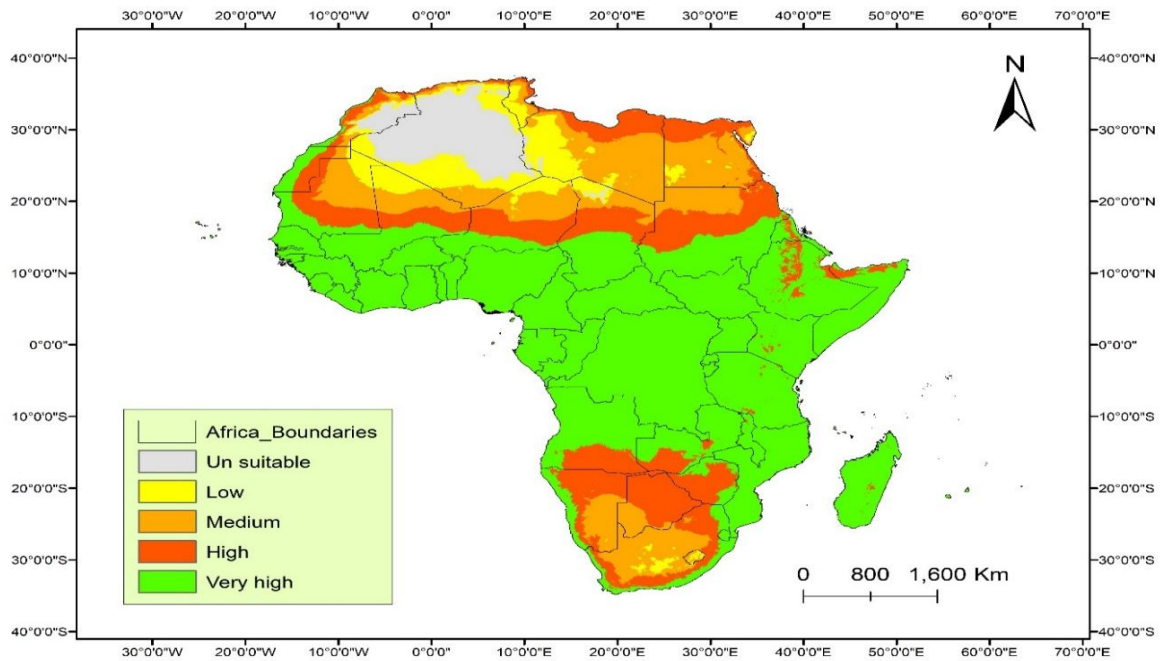 30°0'0"W 20°0'0"W 10°0'0"W 0°0'0" 10°0'0"E 20°0'0"E 30°0'0"E 40°0'0"E 50°0'0"E 60°0'0"E 70°0'0"E
40°0'0"N 40°0'0"N
N
30°0'0"N 30°0'0"N
20°0'0"N 20°0'0"N
10°0'0"N 10°0'0"N
0°0'0" 0°0'0"
10°0'0"S 10°0'0"S
20°0'0"S 20°0'0"S
30°0'0"S 30°0'0"S
40°0'0"S 40°0'0"S
Africa_Boundaries
Un suitable
Low
Medium
High
Very high
0 800 1,600 Km
30°0'0"W 20°0'0"W 10°0'0"W 0°0'0" 10°0'0"E 20°0'0"E 30°0'0"E 40°0'0"E 50°0'0"E 60°0'0"E 70°0'0"E